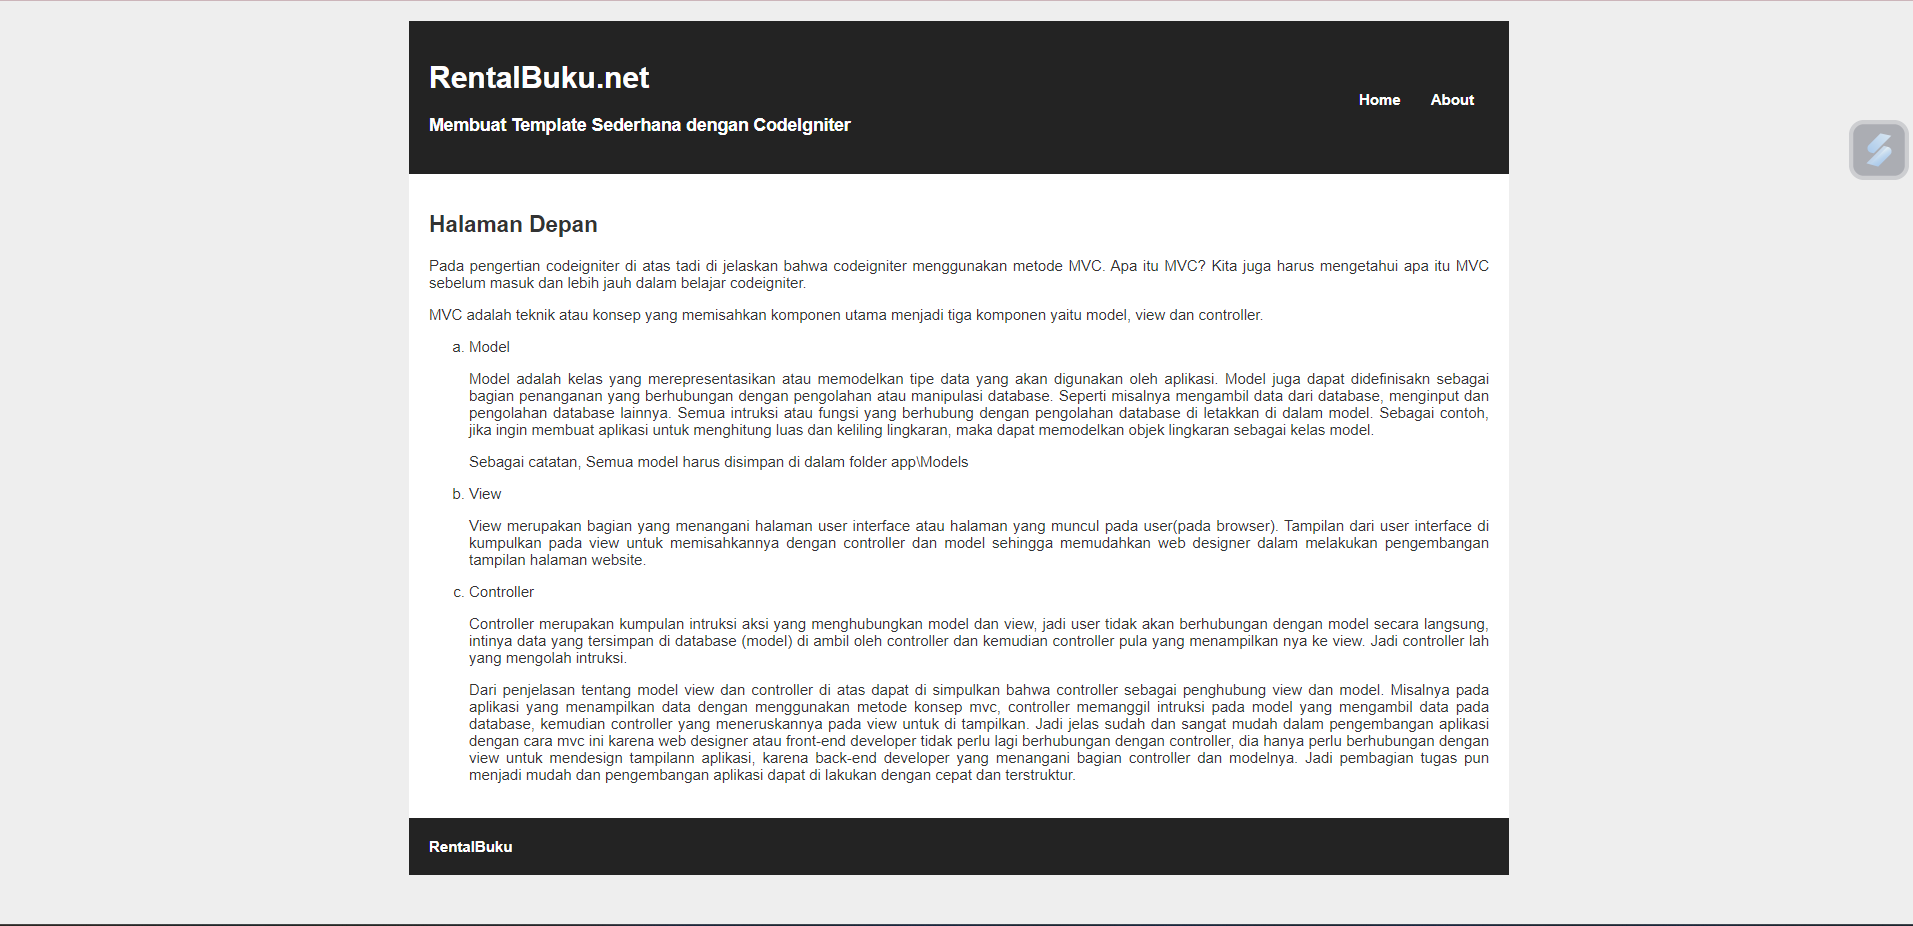 RentalBuku.net
Membuat Template Sederhana dengan CodeIgniter
Home About
Halaman Depan
Pada pengertian codeigniter di atas tadi di jelaskan bahwa codeigniter menggunakan metode MVC. Apa itu MVC? Kita juga harus mengetahui apa itu MVC
sebelum masuk dan lebih jauh dalam belajar codeigniter.
MVC adalah teknik atau konsep yang memisahkan komponen utama menjadi tiga komponen yaitu model, view dan controller.
a. Model
Model adalah kelas yang merepresentasikan atau memodelkan tipe data yang akan digunakan oleh aplikasi. Model juga dapat didefinisakn sebagai
bagian penanganan yang berhubungan dengan pengolahan atau manipulasi database. Seperti misalnya mengambil data dari database, menginput dan
pengolahan database lainnya. Semua intruksi atau fungsi yang berhubung dengan pengolahan database di letakkan di dalam model. Sebagai contoh,
jika ingin membuat aplikasi untuk menghitung luas dan keliling lingkaran, maka dapat memodelkan objek lingkaran sebagai kelas model.
Sebagai catatan, Semua model harus disimpan di dalam folder app\Models
b. View
View merupakan bagian yang menangani halaman user interface atau halaman yang muncul pada user(pada browser). Tampilan dari user interface di
kumpulkan pada view untuk memisahkannya dengan controller dan model sehingga memudahkan web designer dalam melakukan pengembangan
tampilan halaman website.
c. Controller
Controller merupakan kumpulan intruksi aksi yang menghubungkan model dan view, jadi user tidak akan berhubungan dengan model secara langsung,
intinya data yang tersimpan di database (model) di ambil oleh controller dan kemudian controller pula yang menampilkan nya ke view. Jadi controller lah
yang mengolah intruksi.
Dari penjelasan tentang model view dan controller di atas dapat di simpulkan bahwa controller sebagai penghubung view dan model. Misalnya pada
aplikasi yang menampilkan data dengan menggunakan metode konsep mvc, controller memanggil intruksi pada model yang mengambil data pada
database, kemudian controller yang meneruskannya pada view untuk di tampilkan. Jadi jelas sudah dan sangat mudah dalam pengembangan aplikasi
dengan cara mvc ini karena web designer atau front-end developer tidak perlu lagi berhubungan dengan controller, dia hanya perlu berhubungan dengan
view untuk mendesign tampilann aplikasi, karena back-end developer yang menangani bagian controller dan modelnya. Jadi pembagian tugas pun
menjadi mudah dan pengembangan aplikasi dapat di lakukan dengan cepat dan terstruktur.
RentalBuku